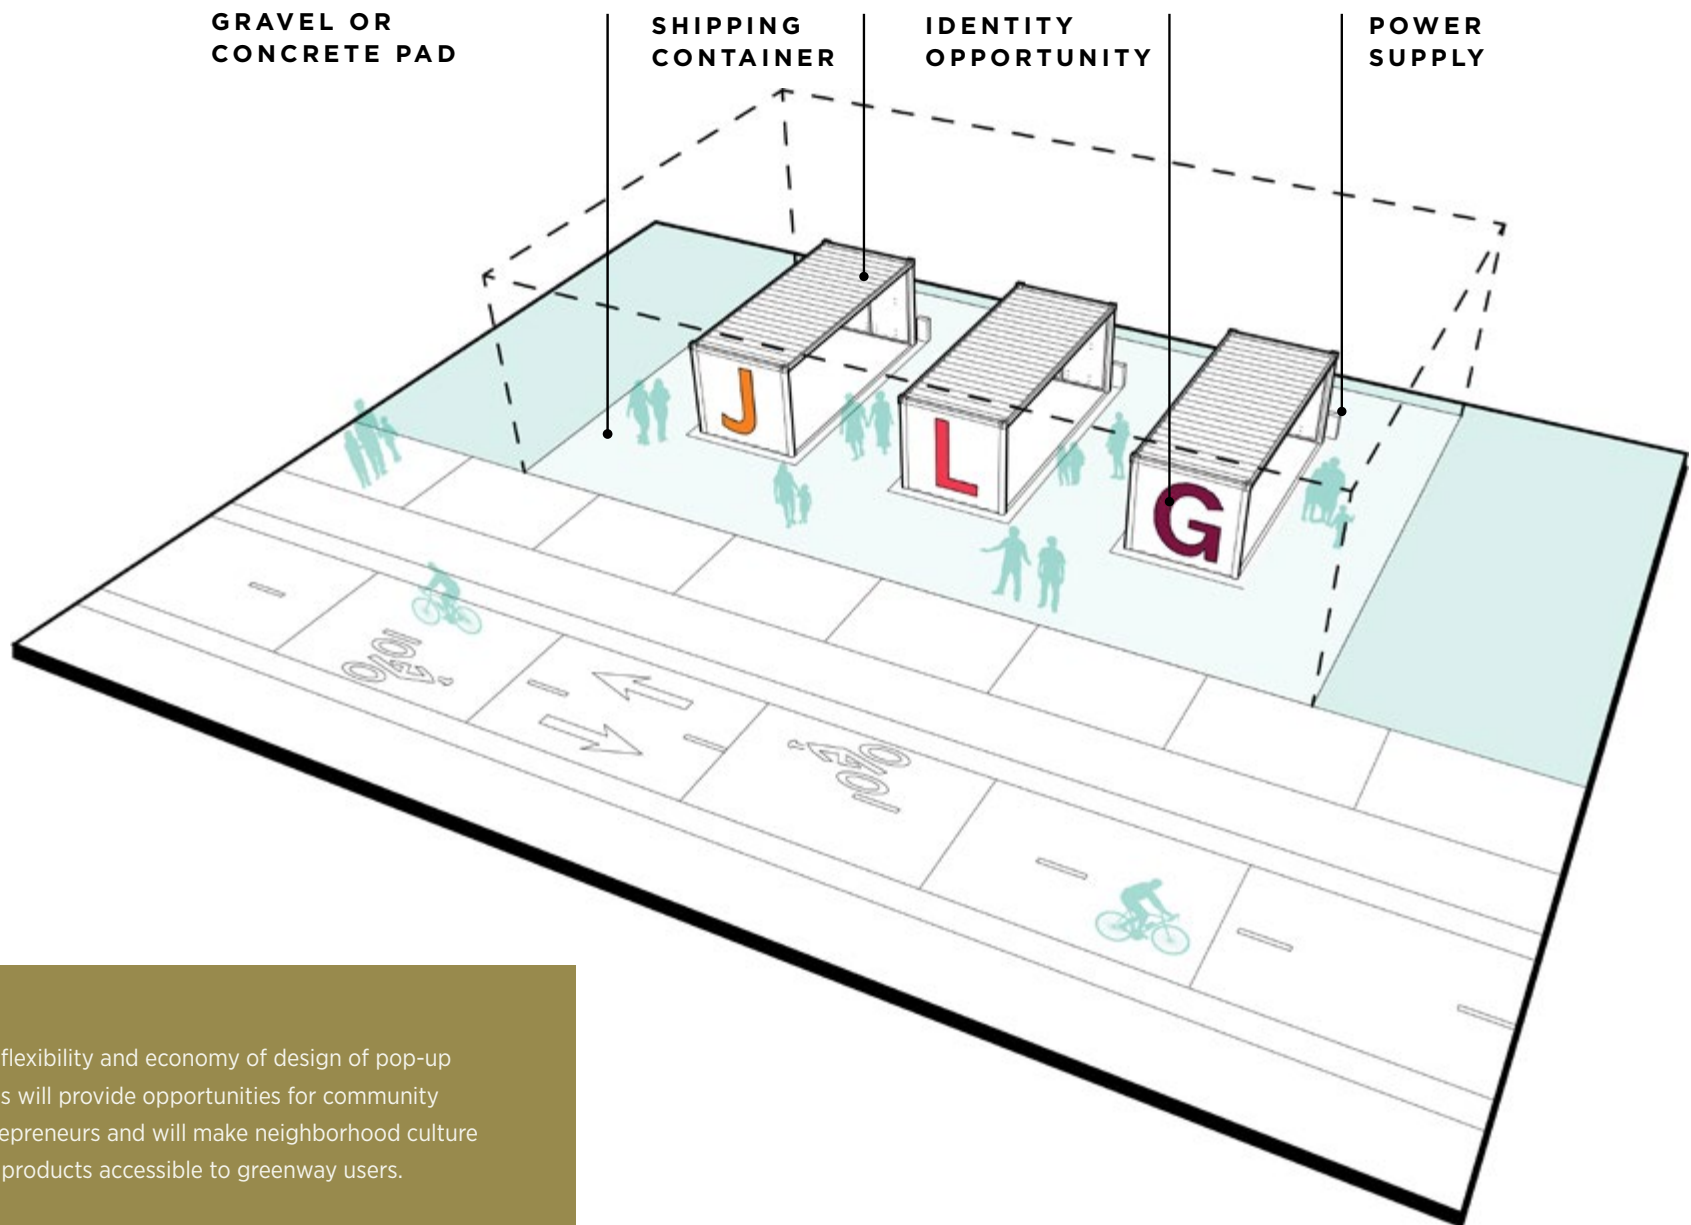 GRAVEL OR
CONCRETE PAD
SHIPPING
CONTAINER
IDENTITY
OPPORTUNITY
POWER
SUPPLY
J
L
G
flexibility and economy of design of pop-up
s will provide opportunities for community
epreneurs and will make neighborhood culture
products accessible to greenway users.